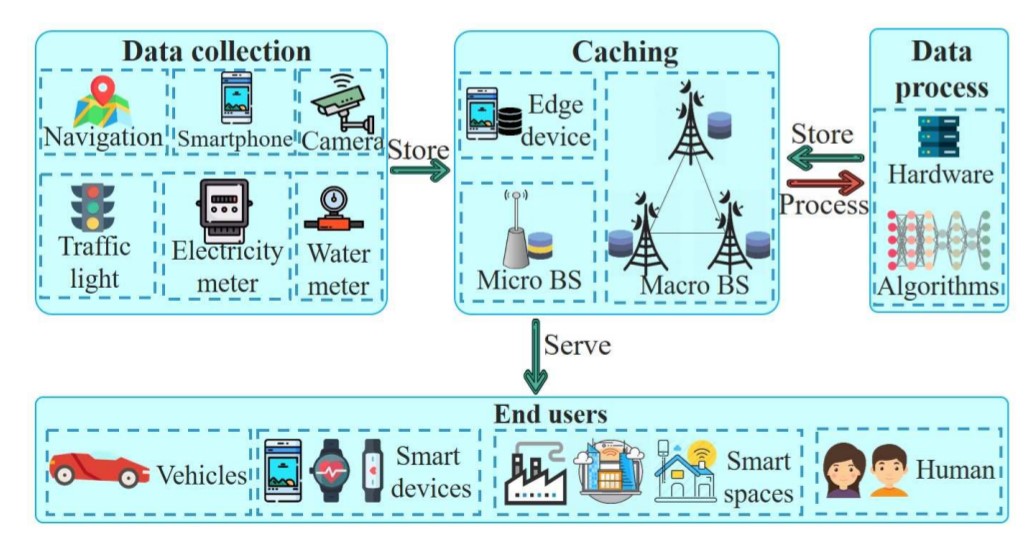 Data collection
Navigation
Smartphone
Camera
Traffic
light
Electricity
meter
Water
meter
Store
Caching
Edge
device
Micro BS
Macro BS
Store
Process
Data
process
Hardware
Algorithms
Serve
End users
Vehicles
Smart
devices
Smart
spaces
Human